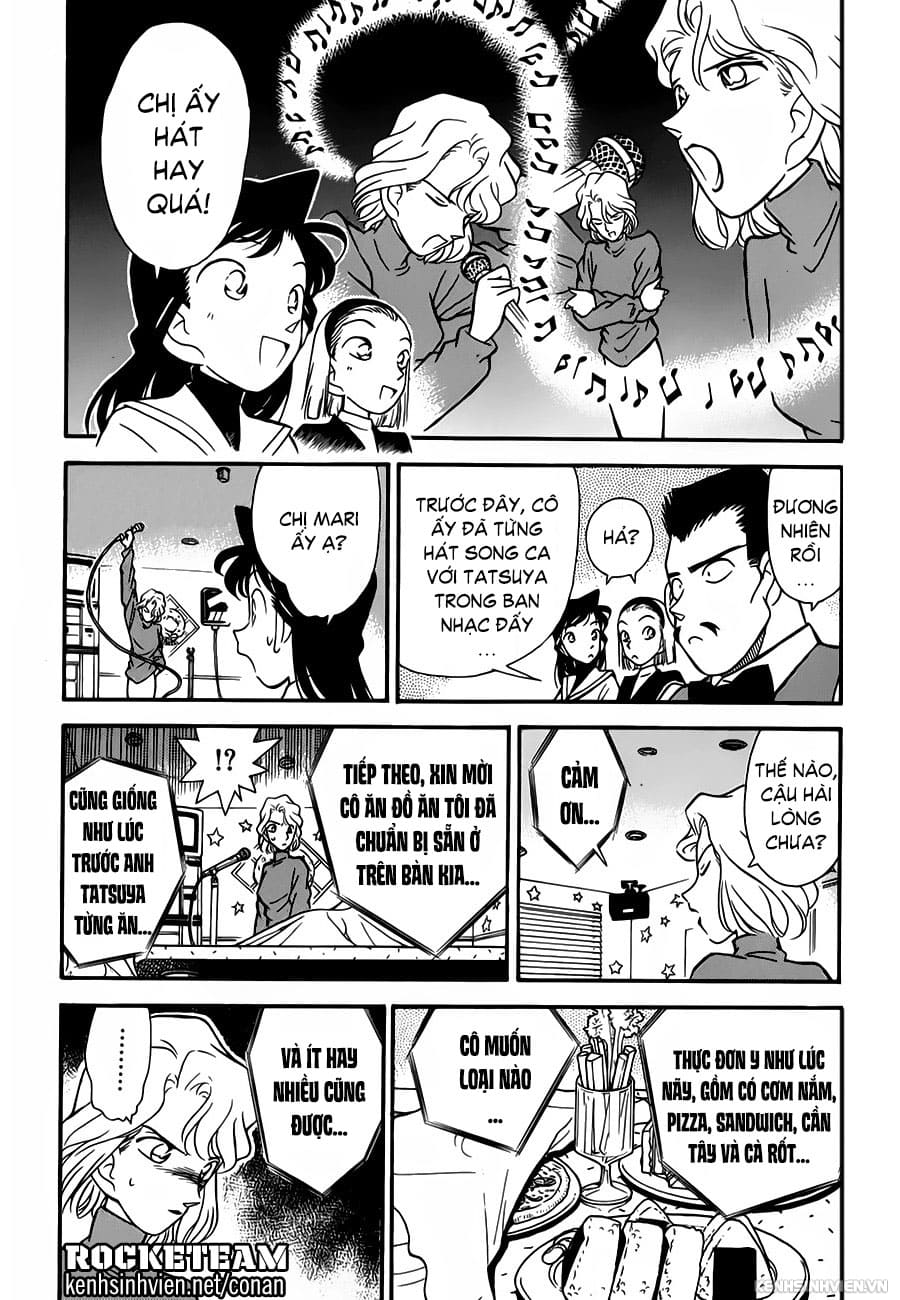 CHỊ ẤY
HÁT
HAY
QUÁ!
ĐƯƠNG
NHIÊN
RỒI
...
HẢ?
TRƯỚC ĐÂY, CÔ
ẤY ĐÃ TỪNG
HÁT SONG CA
VỚI TATSUYA
TRONG BAN
NHẠC ĐẤY
...
CHỊ MARI
ẤY Ạ?
THẾ NÀO,
CẬU HÀI
LÒNG
CHƯA?
CẢM
ƠN...
TIẾP THEO, XIN MỜI
CÔ ĂN ĐỒ ĂN TÔI ĐÃ
CHUẨN BỊ SẴN Ở
TRÊN BÀN KIA...
!?
CŨNG GIỐNG
NHƯ LÚC
TRƯỚC ANH
TATSUYA
TỪNG ĂN...
THỰC ĐƠN Y NHƯ LÚC
NÃY, GỒM CÓ CƠM NẮM,
PIZZA, SANDWICH, CẦN
TÂY VÀ CÀ RỐT...
CÔ MUỐN
LOẠI NÀO
...
VÀ ÍT HAY
NHIỀU CŨNG
ĐƯỢC...
........
ROCKETEAM
kenhsinhvien.net/conan
KENHSINHVIEN.VN